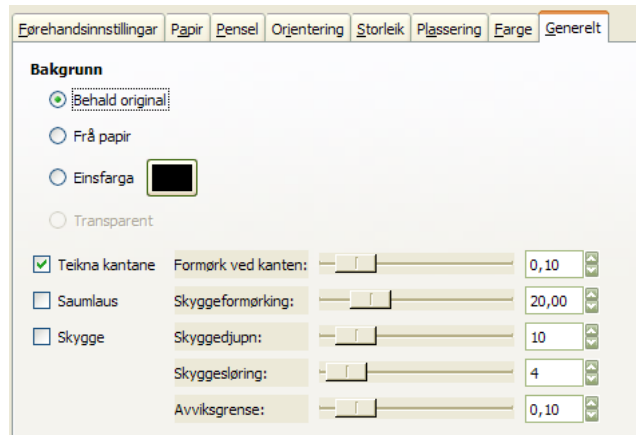 Førehandsinnstillingar Papir Pensel Orientering Storleik Plassering Farge Generelt
Bakgrunn
Behald original
Frå papir
Einsfarga
Transparent
Teikna kantane Formørk ved kanten: 0,10
Saumlaus Skyggeformørking: 20,00
Skygge Skyggedjupn: 10
Skyggesløring: 4
Avviksgrense: 0,10